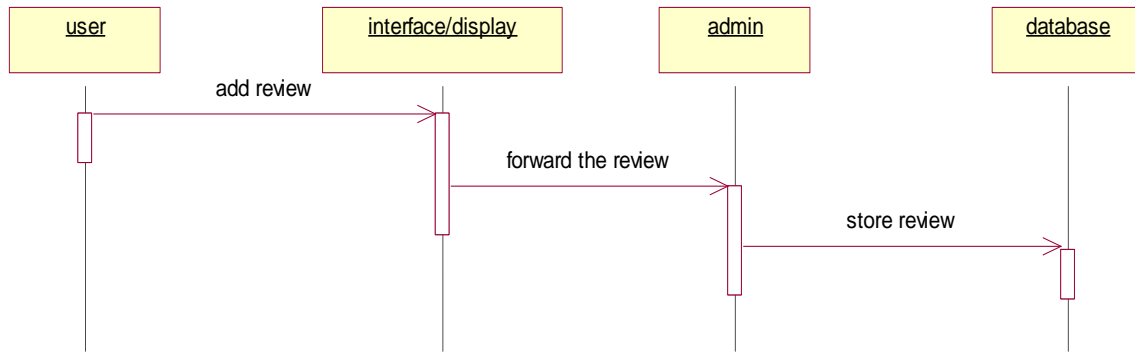 user
interface/display
admin
database
add review
forward the review
store review